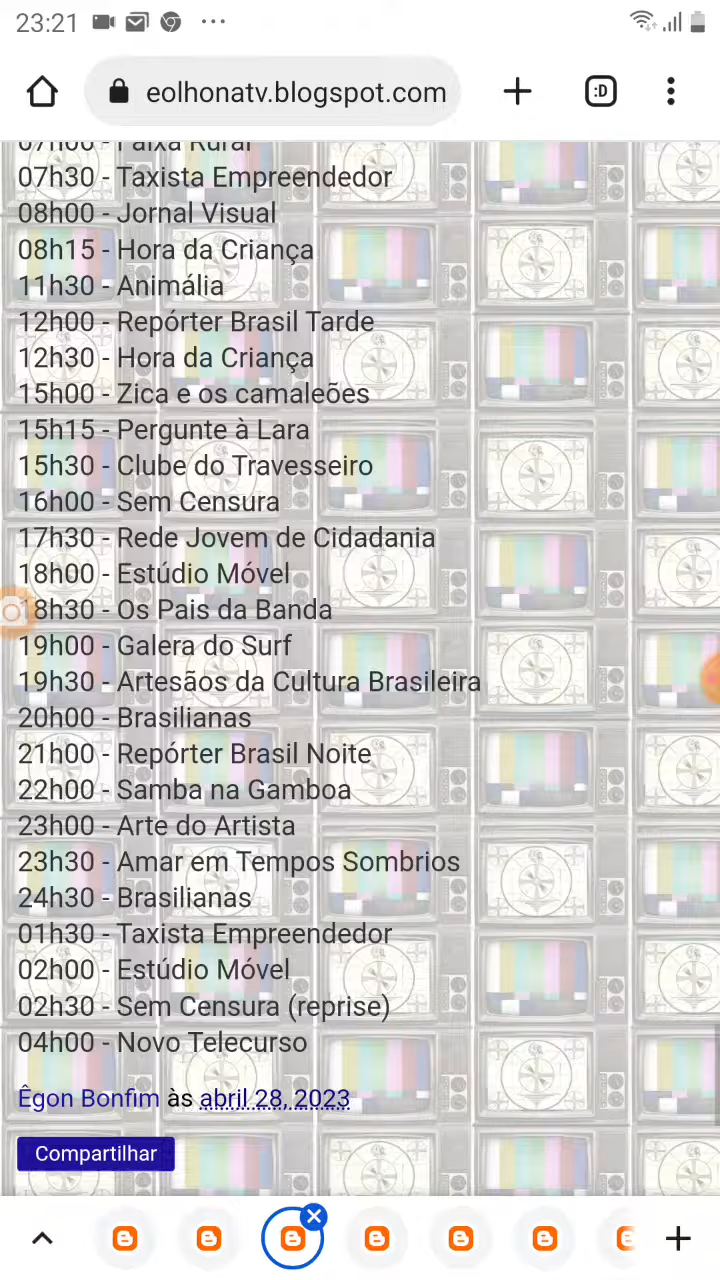 23:21
eolhonatv.blogspot.com
:D
07h00 - Faixa Rural
07h30 - Taxista Empreendedor
08h00 - Jornal Visual
08h15 - Hora da Criança
11h30 - Animália
12h00 - Repórter Brasil Tarde
12h30 - Hora da Criança
15h00 - Zica e os camaleões
15h15 - Pergunte à Lara
15h30 - Clube do Travesseiro
16h00 - Sem Censura
17h30 - Rede Jovem de Cidadania
18h00 - Estúdio Móvel
18h30 - Os Pais da Banda
19h00 - Galera do Surf
19h30 - Artesãos da Cultura Brasileira
20h00 - Brasilianas
21h00 - Repórter Brasil Noite
22h00 - Samba na Gamboa
23h00 - Arte do Artista
23h30 - Amar em Tempos Sombrios
24h30 - Brasilianas
01h30 - Taxista Empreendedor
02h00 - Estúdio Móvel
02h30 - Sem Censura (reprise)
04h00 - Novo Telecurso
Êgon Bonfim às abril 28, 2023
Compartilhar